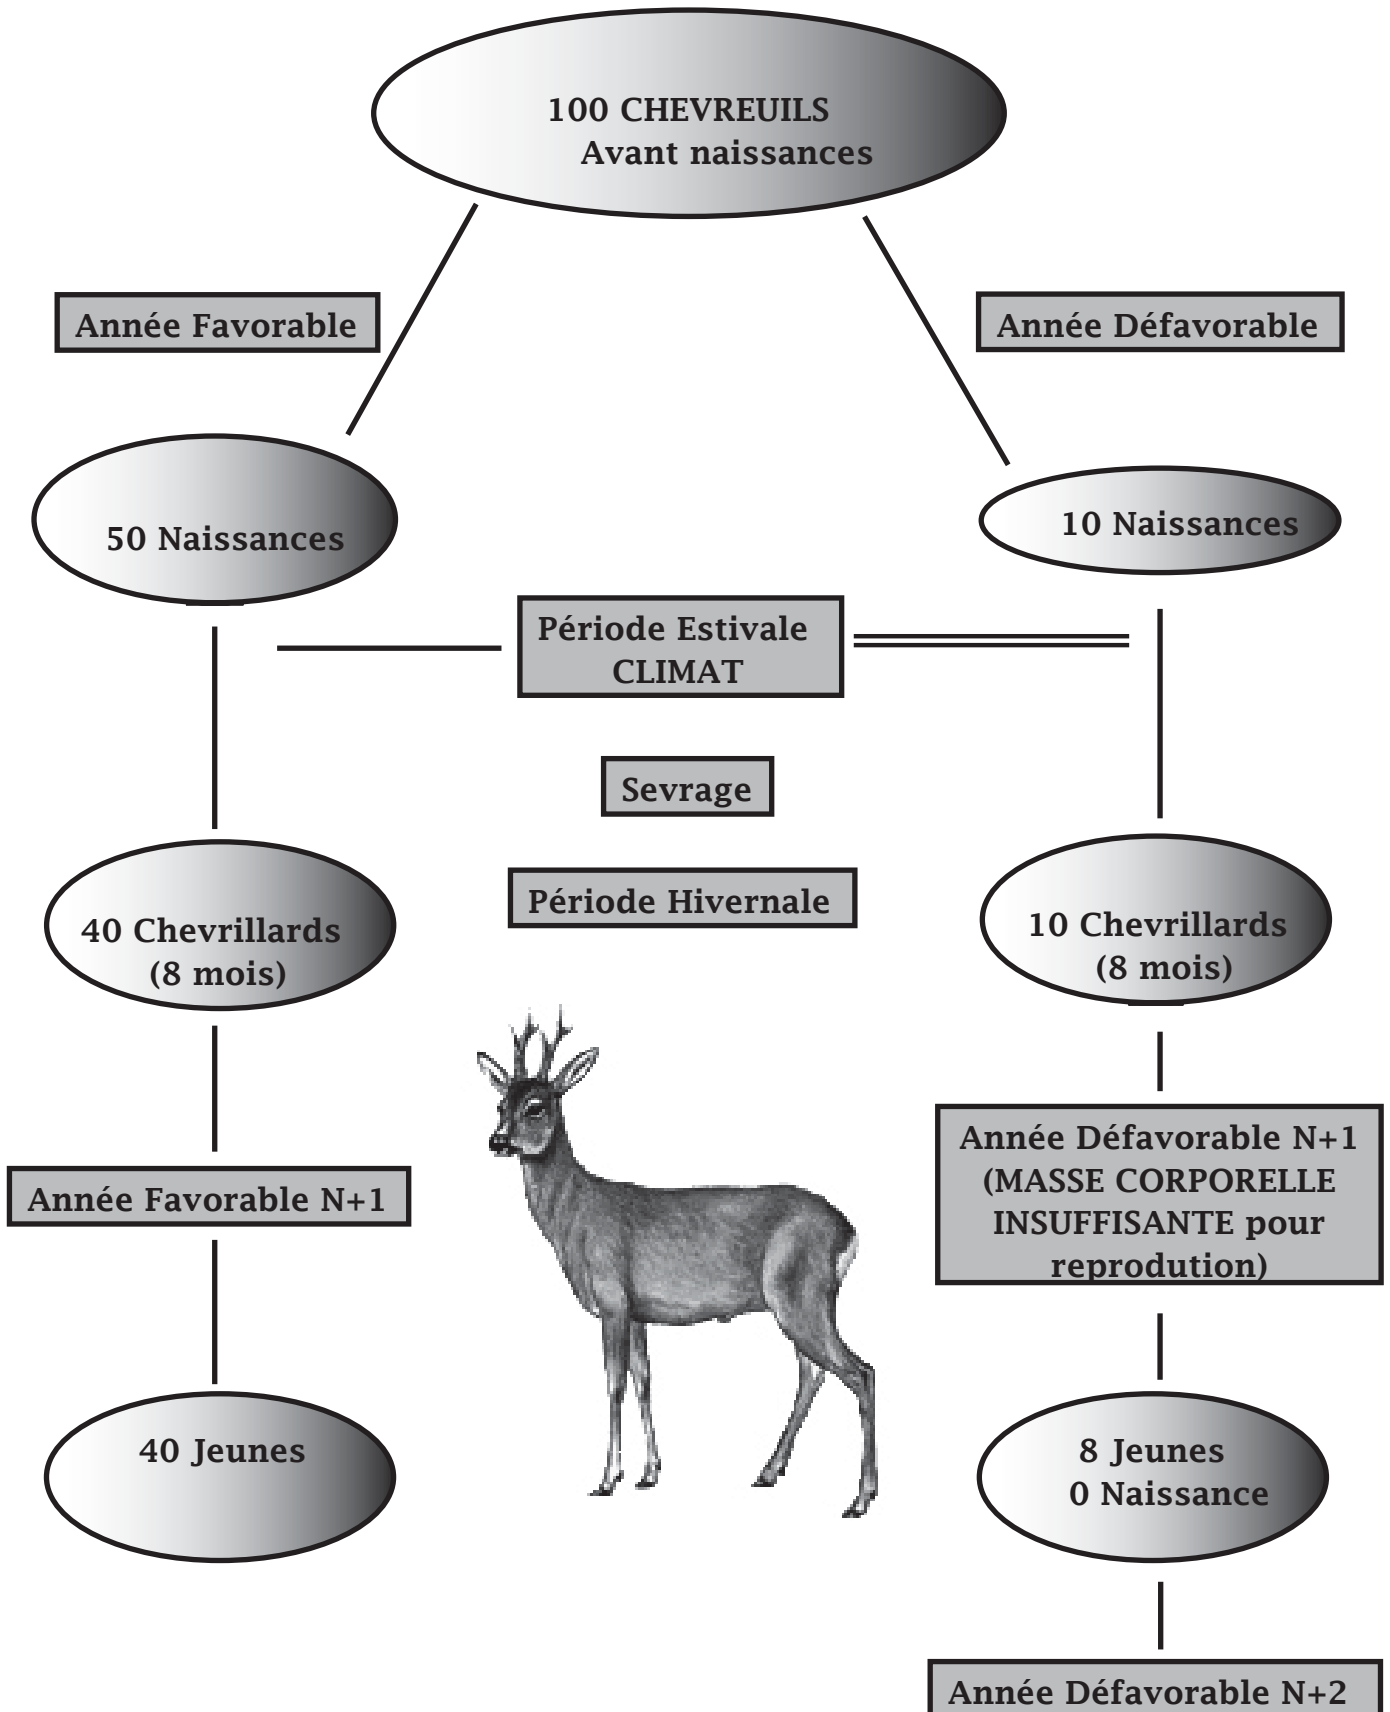 100 CHEVREUILS
Avant naissances
Année Favorable
Année Défavorable
50 Naissances
10 Naissances
Période Estivale
CLIMAT
Sevrage
Période Hivernale
40 Chevrillards
(8 mois)
10 Chevrillards
(8 mois)
Année Favorable N+1
Année Défavorable N+1
(MASSE CORPORELLE
INSUFFISANTE pour
reprodution)
40 Jeunes
8 Jeunes
0 Naissance
Année Défavorable N+2